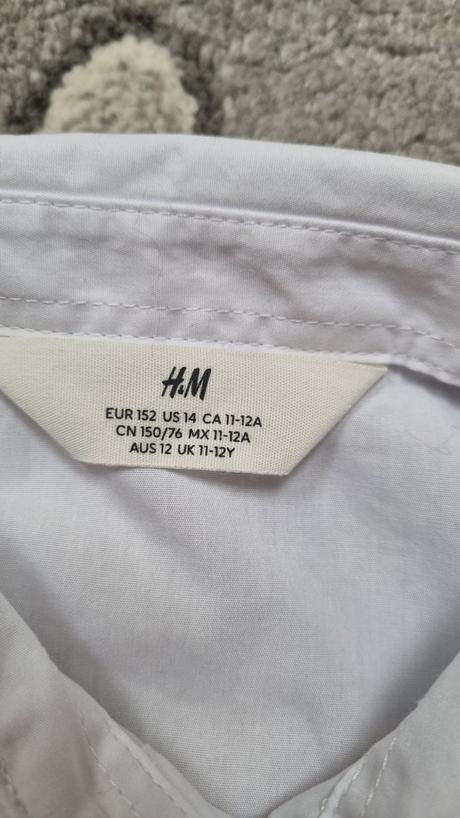 H&M
EUR 152 US 14 CA 11-12A
CN 150/76 MX 11-12A
AUS 12 UK 11-12Y